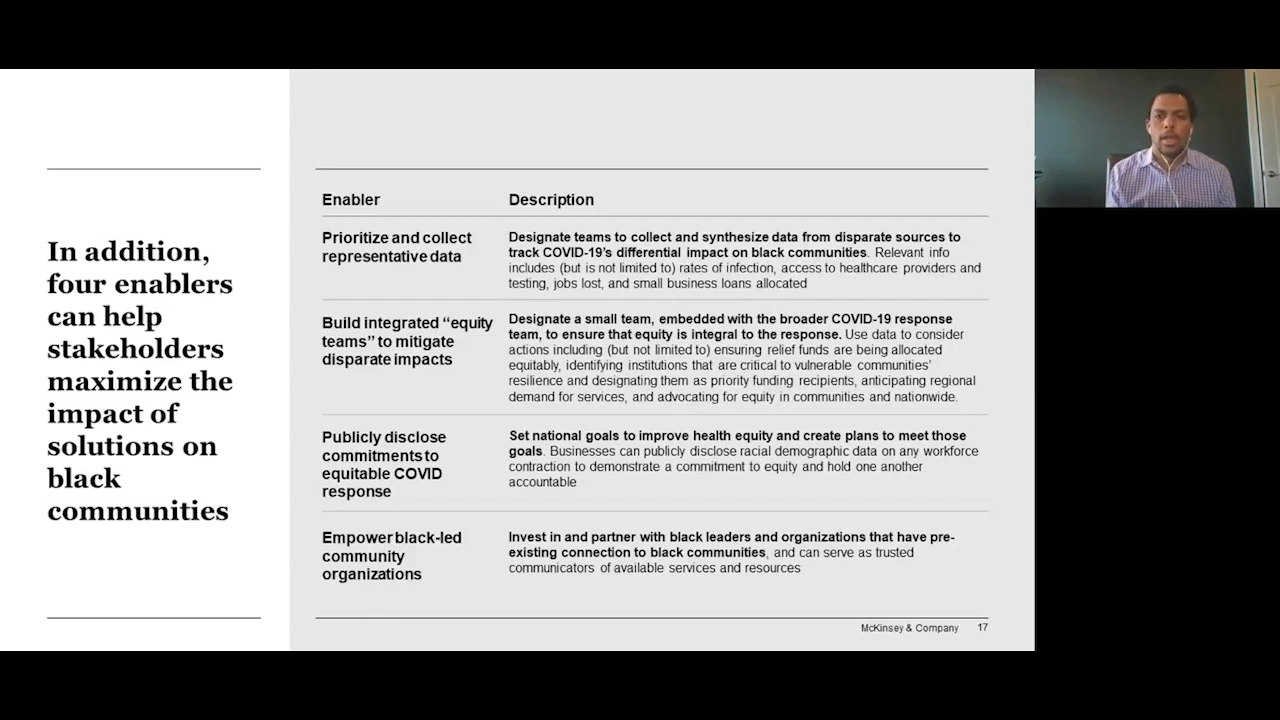 In addition,
four enablers
can help
stakeholders
maximize the
impact of
solutions on
black
communities
Enabler
Description
Prioritize and collect
representative data
Designate teams to collect and synthesize data from disparate sources to
track COVID-19’s differential impact on black communities. Relevant info
includes (but is not limited to) rates of infection, access to healthcare providers and
testing, jobs lost, and small business loans allocated
Build integrated “equity
teams” to mitigate
disparate impacts
Designate a small team, embedded with the broader COVID-19 response
team, to ensure that equity is integral to the response. Use data to consider
actions including (but not limited to) ensuring relief funds are being allocated
equitably, identifying institutions that are critical to vulnerable communities’
resilience and designating them as priority funding recipients, anticipating regional
demand for services, and advocating for equity in communities and nationwide.
Publicly disclose
commitments to
equitable COVID
response
Set national goals to improve health equity and create plans to meet those
goals. Businesses can publicly disclose racial demographic data on any workforce
contraction to demonstrate a commitment to equity and hold one another
accountable
Empower black-led
community
organizations
Invest in and partner with black leaders and organizations that have pre-
existing connection to black communities, and can serve as trusted
communicators of available services and resources
McKinsey & Company 17